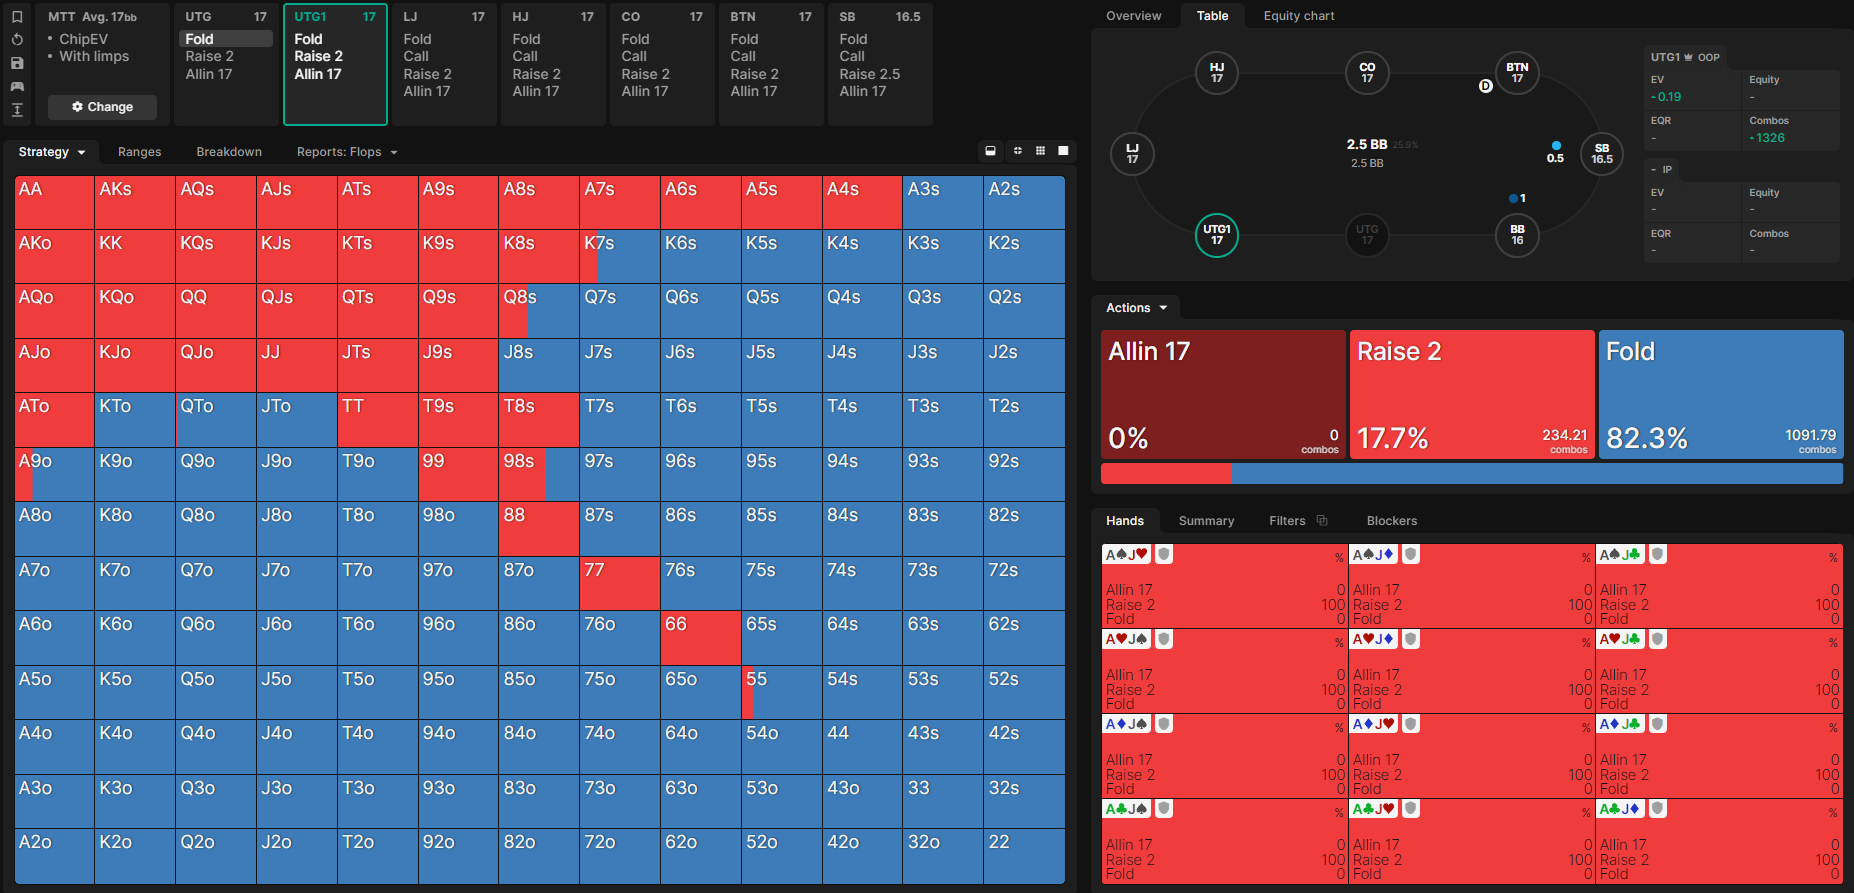 MTT Avg. 17bb
• ChipEV
• With limps
Change
UTG 17
Fold
Raise 2
Allin 17
UTG1 17
Fold
Raise 2
Allin 17
LJ 17
Fold
Call
Raise 2
Allin 17
HJ 17
Fold
Call
Raise 2
Allin 17
CO 17
Fold
Call
Raise 2
Allin 17
BTN 17
Fold
Call
Raise 2
Allin 17
SB 16.5
Fold
Call
Raise 2.5
Allin 17
Strategy Ranges Breakdown Reports: Flops
AA AKs AQs AJs ATs A9s A8s A7s A6s A5s A4s A3s A2s
AKo KK KQs KJs KTs K9s K8s K7s K6s K5s K4s K3s K2s
AQo KQo QQ QJs QTs Q9s Q8s Q7s Q6s Q5s Q4s Q3s Q2s
AJo KJo QJo JJ JTs J9s J8s J7s J6s J5s J4s J3s J2s
ATo KTo QTo JTo TT T9s T8s T7s T6s T5s T4s T3s T2s
A9o K9o Q9o J9o T9o 99 98s 97s 96s 95s 94s 93s 92s
A8o K8o Q8o J8o T8o 98o 88 87s 86s 85s 84s 83s 82s
A7o K7o Q7o J7o T7o 97o 87o 77 76s 75s 74s 73s 72s
A6o K6o Q6o J6o T6o 96o 86o 76o 66 65s 64s 63s 62s
A5o K5o Q5o J5o T5o 95o 85o 75o 65o 55 54s 53s 52s
A4o K4o Q4o J4o T4o 94o 84o 74o 64o 54o 44 43s 42s
A3o K3o Q3o J3o T3o 93o 83o 73o 63o 53o 43o 33 32s
A2o K2o Q2o J2o T2o 92o 82o 72o 62o 52o 42o 32o 22
Overview Table Equity chart
HJ
17
CO
17
BTN
17
D
LJ
17
2.5 BB 25.9%
2.5 BB
0.5
SB
16.5
1
UTG1
17
UTG
17
BB
16
UTG1 OOP
EV Equity
0.19 -
EQR Combos
- 1326
- IP
EV Equity
- -
EQR Combos
- -
Actions
Allin 17
0%
0
combos
Raise 2
17.7%
234.21
combos
Fold
82.3%
1091.79
combos
Hands Summary Filters Blockers
A♠J♥ % A♠J♦ % A♠J♣ %
Allin 17 0 Allin 17 0 Allin 17 0
Raise 2 100 Raise 2 100 Raise 2 100
Fold 0 Fold 0 Fold 0
A♥J♠ % A♥J♦ % A♥J♣ %
Allin 17 0 Allin 17 0 Allin 17 0
Raise 2 100 Raise 2 100 Raise 2 100
Fold 0 Fold 0 Fold 0
A♦J♠ % A♦J♥ % A♦J♣ %
Allin 17 0 Allin 17 0 Allin 17 0
Raise 2 100 Raise 2 100 Raise 2 100
Fold 0 Fold 0 Fold 0
A♣J♠ % A♣J♥ % A♣J♦ %
Allin 17 0 Allin 17 0 Allin 17 0
Raise 2 100 Raise 2 100 Raise 2 100
Fold 0 Fold 0 Fold 0